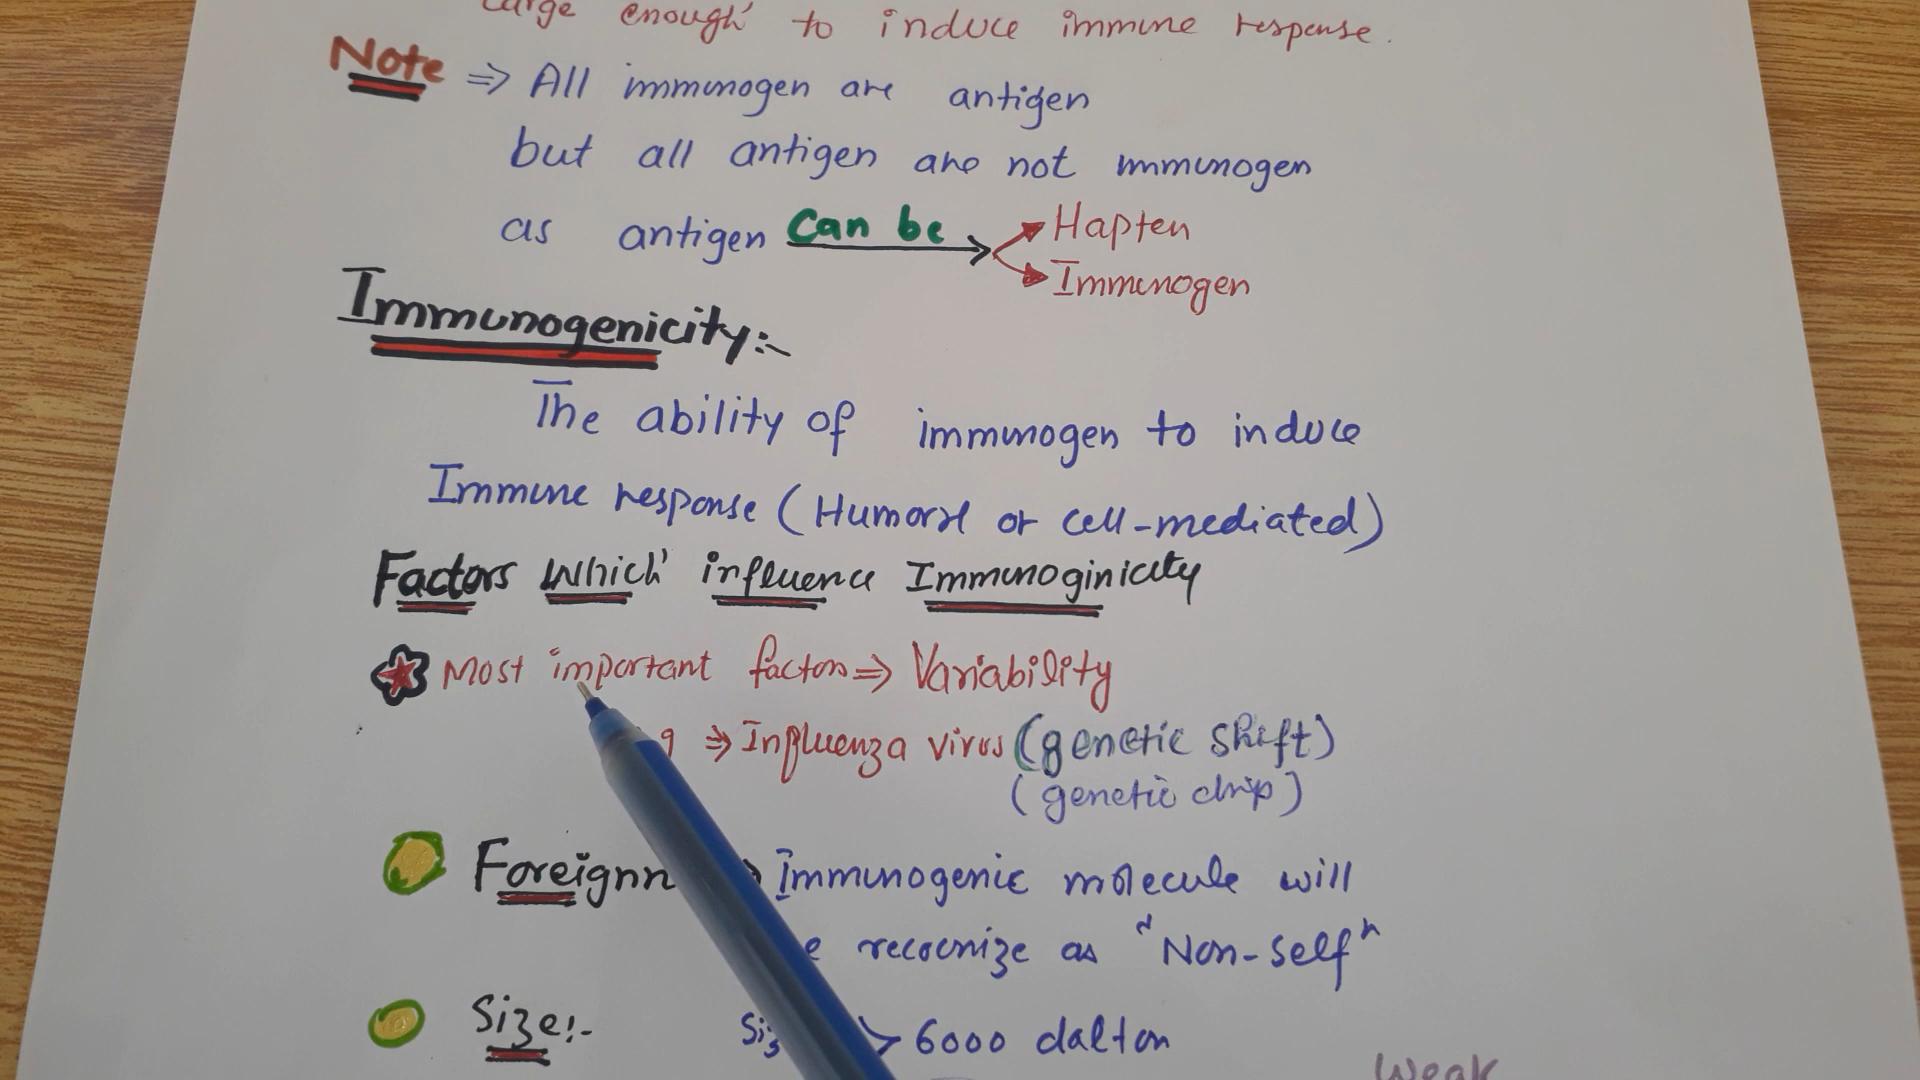 Large enough to induce immune response.
Note ⇒ All immunogen are antigen
but all antigen are not immunogen
as antigen Can be → Hapten
Immunogen
Immunogenicity:-
The ability of immunogen to induce
Immune response (Humoral or cell-mediated)
Factors which influence Immunoginicity
Most important factors ⇒ Variability
g ⇒ Influenza virus (genetic shift)
(genetic drip)
Foreignn Immunogenic molecule will
e recocnize as "Non-self"
Size:- Siz > 6000 dalton
Weak